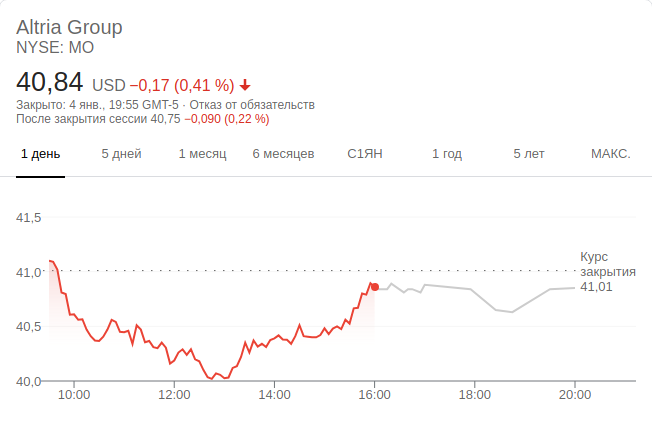 Altria Group
NYSE: MO
40,84 USD −0,17 (0,41 %)
Закрыто: 4 янв., 19:55 GMT-5 · Отказ от обязательств
После закрытия сессии 40,75 −0,090 (0,22 %)
1 день 5 дней 1 месяц 6 месяцев С1ЯН 1 год 5 лет МАКС.
41,5
41,0
40,5
40,0
Курс
закрытия
41,01
10:00 12:00 14:00 16:00 18:00 20:00